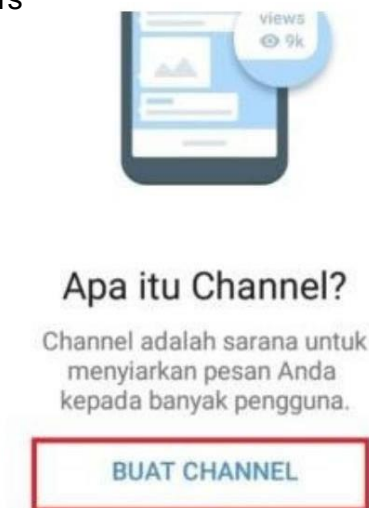 views
9k
Apa itu Channel?
Channel adalah sarana untuk
menyiarkan pesan Anda
kepada banyak pengguna.
BUAT CHANNEL